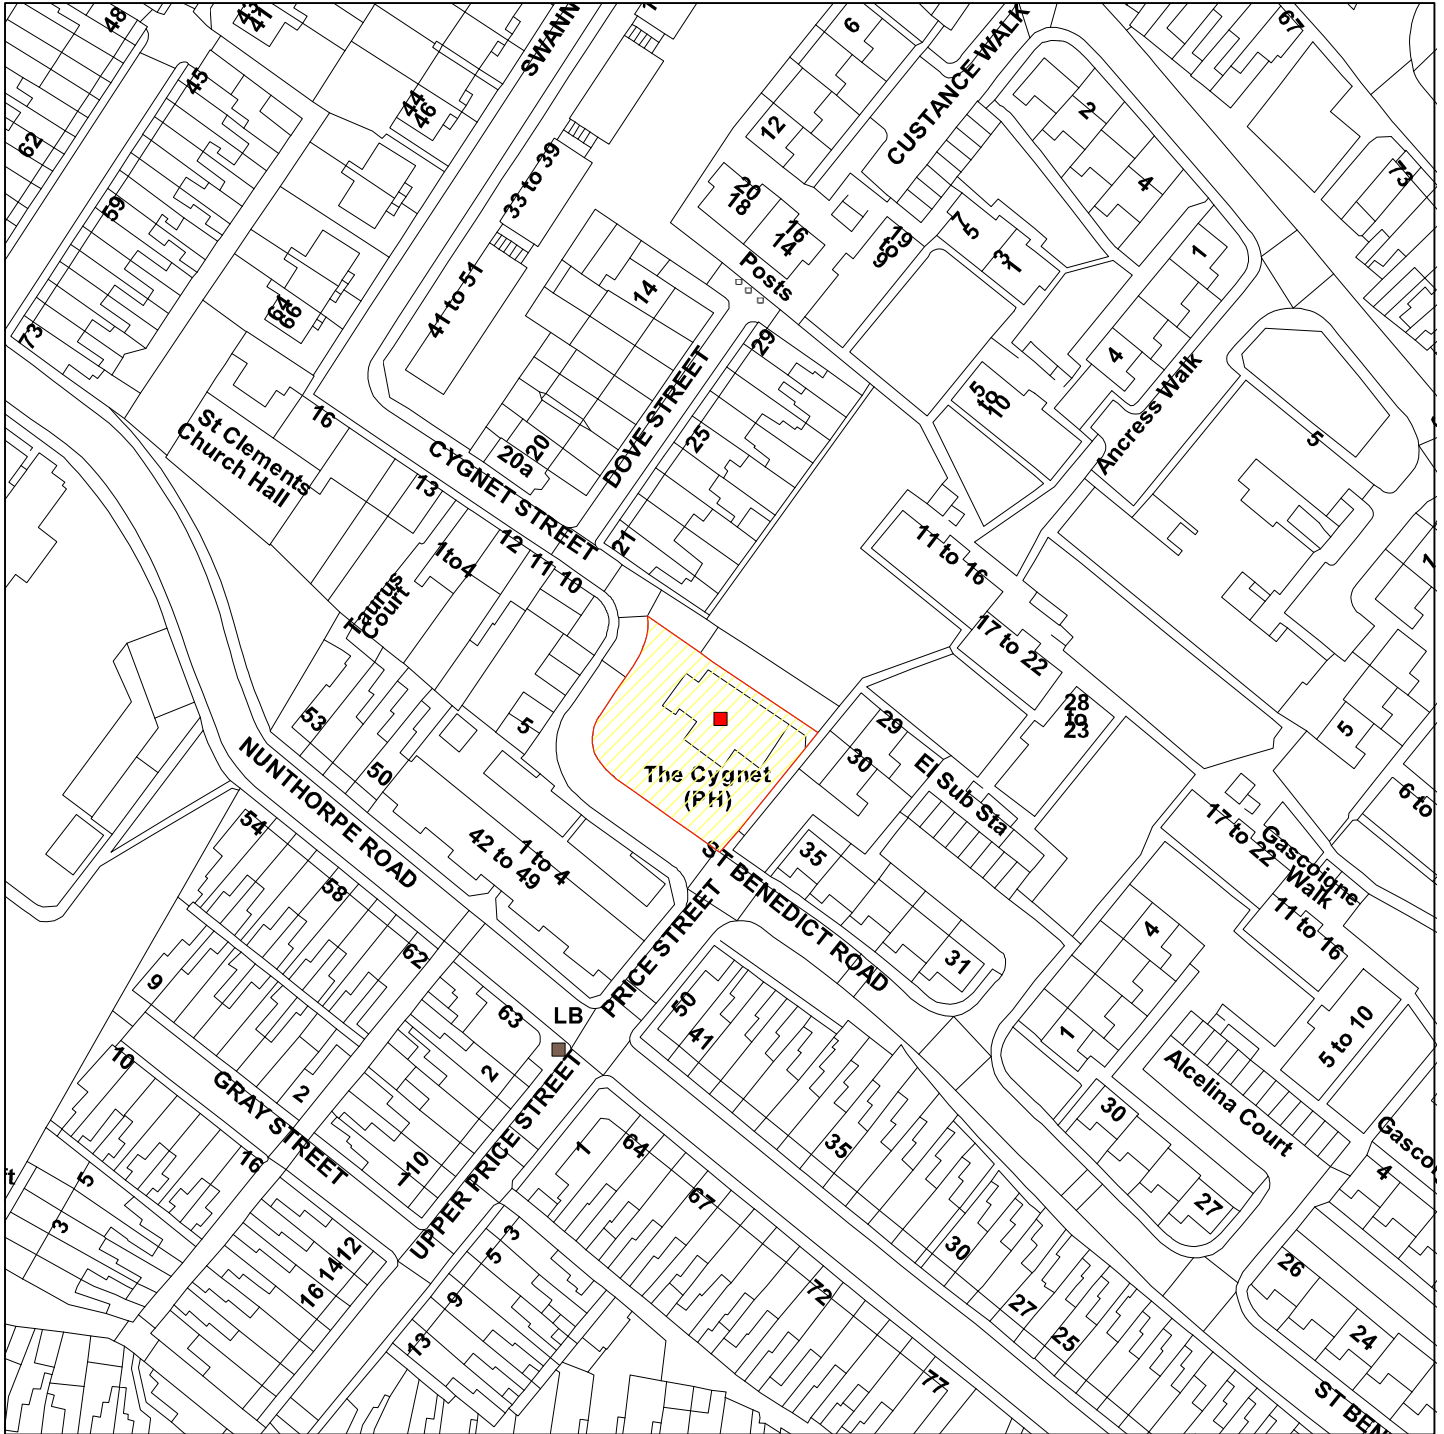 48
43
41
SWANN
6
CUSTANCE WALK
67
45
44
46
62
12
2
33 to 39
4
73
59
20
18
16
14
9
to
19
7
5
3
1
1
Posts
41 to 51
14
64
66
73
29
4
DOVE STREET
Ancress Walk
5
to
10
St Clements
Church Hall
16
CYGNET STREET
20a
20
25
5
13
12
11
10
21
11 to 16
1
1to4
Taurus
Court
17 to 22
28
to
23
53
5
29
30
El Sub Sta
5
NUNTHORPE ROAD
50
The Cygnet
(PH)
6 to
54
42 to 49
1 to 4
ST BENEDICT ROAD
35
17 to 22
Gascoigne
Walk
58
PRICE STREET
11 to 16
62
31
4
9
63
LB
50
41
1
5 to 10
10
2
2
GRAY STREET
UPPER PRICE STREET
Alcelina Court
30
35
16
10
1
1
64
67
27
4
5
3
3
5
9
13
12
14
16
30
26
72
27
25
24
77
ST BEN